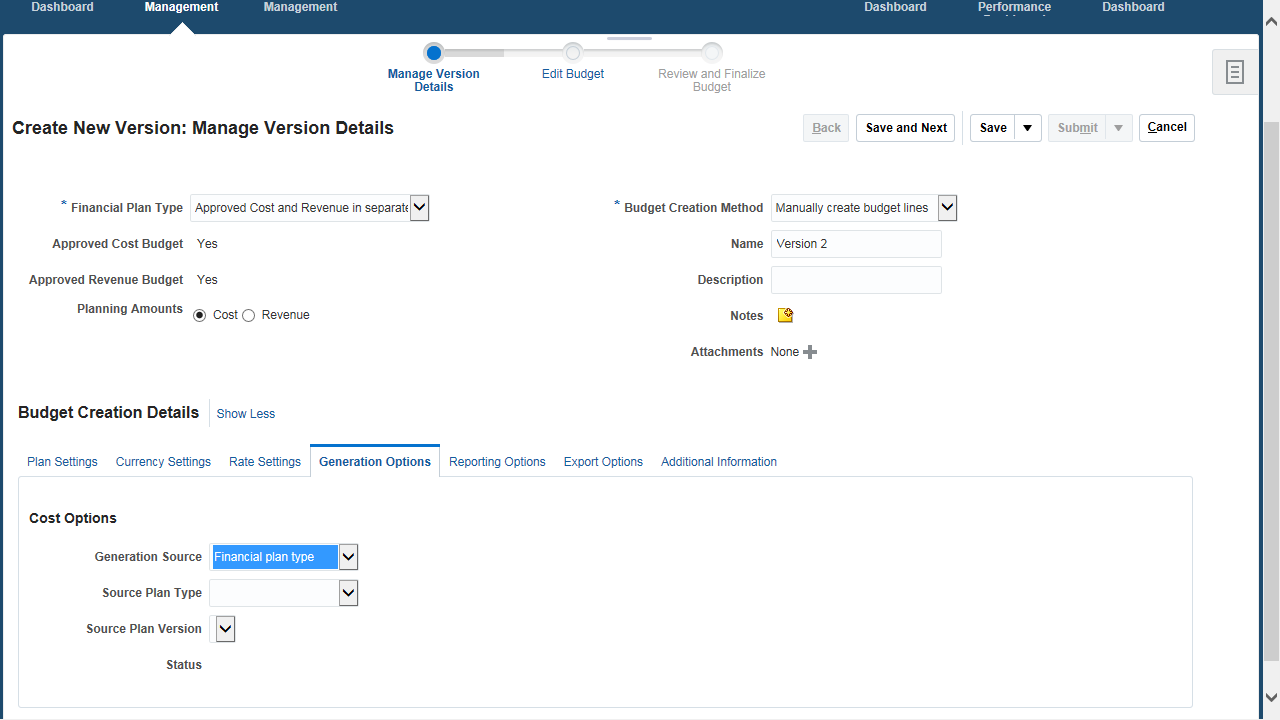 Dashboard
Management
Management
Dashboard
Performance
Dashboard
Manage Version
Details
Edit Budget
Review and Finalize
Budget
Create New Version: Manage Version Details
Back
Save and Next
Save
Submit
Cancel
* Financial Plan Type
Approved Cost and Revenue in separate
* Budget Creation Method
Manually create budget lines
Approved Cost Budget
Yes
Name
Version 2
Approved Revenue Budget
Yes
Description
Planning Amounts
Cost
Revenue
Notes
Attachments
None
Budget Creation Details
Show Less
Plan Settings
Currency Settings
Rate Settings
Generation Options
Reporting Options
Export Options
Additional Information
Cost Options
Generation Source
Financial plan type
Source Plan Type
Source Plan Version
Status